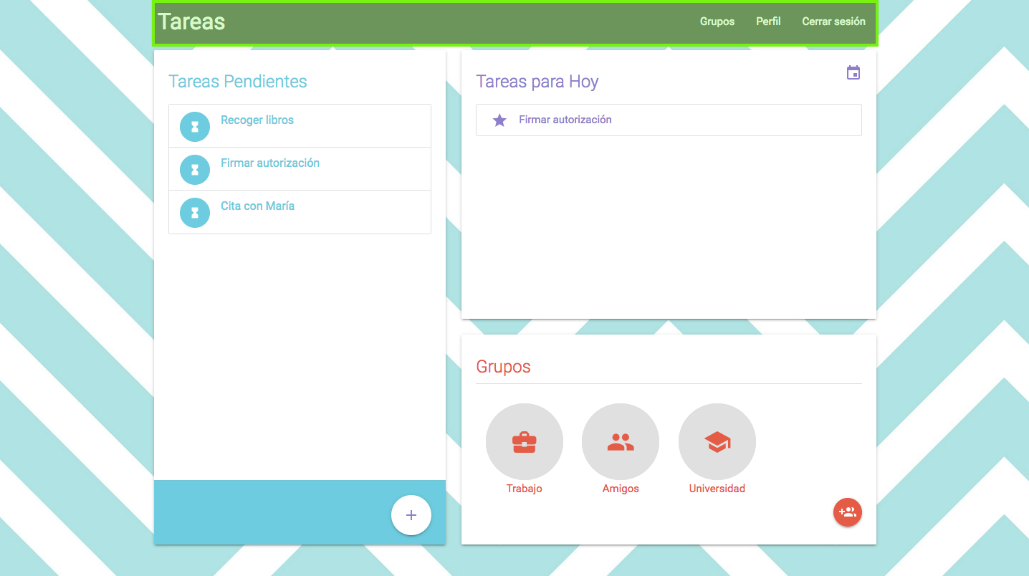 Tareas
Grupos Perfil Cerrar sesión
Tareas Pendientes
Recoger libros
Firmar autorización
Cita con María
Tareas para Hoy
Firmar autorización
Grupos
Trabajo Amigos Universidad